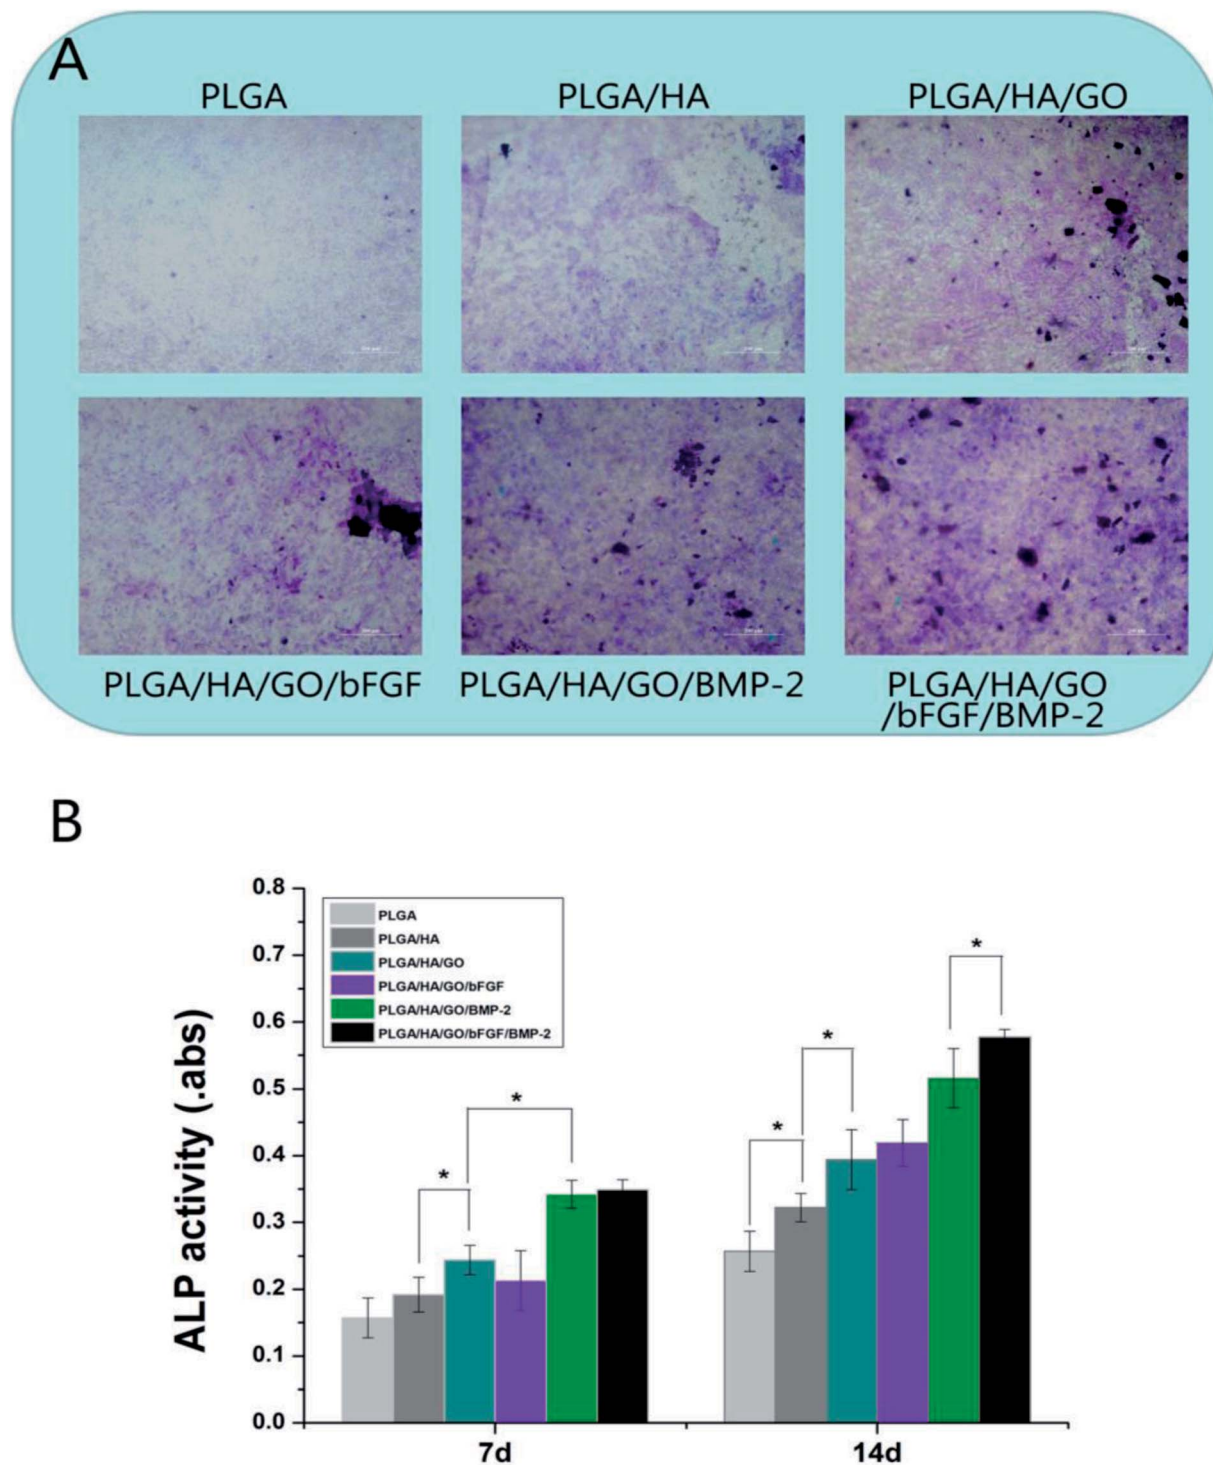 A
PLGA
PLGA/HA
PLGA/HA/GO
PLGA/HA/GO/bFGF
PLGA/HA/GO/BMP-2
PLGA/HA/GO
/bFGF/BMP-2
B
ALP activity (.abs)
0.8
0.7
0.6
0.5
0.4
0.3
0.2
0.1
0.0
PLGA
PLGA/HA
PLGA/HA/GO
PLGA/HA/GO/bFGF
PLGA/HA/GO/BMP-2
PLGA/HA/GO/bFGF/BMP-2
*
*
*
*
*
7d
14d